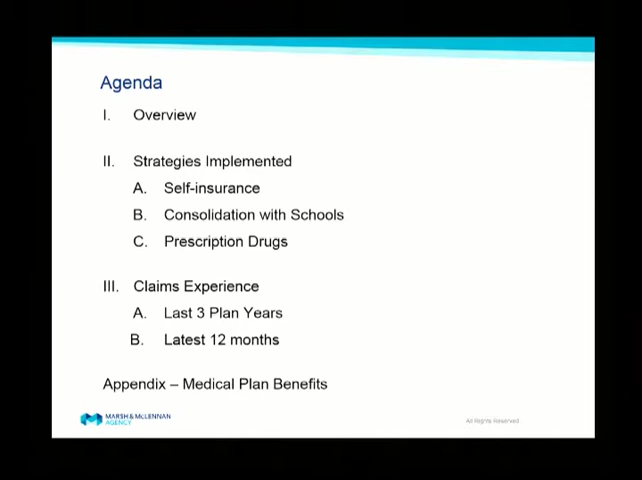 Agenda
I. Overview
II. Strategies Implemented
A. Self-insurance
B. Consolidation with Schools
C. Prescription Drugs
III. Claims Experience
A. Last 3 Plan Years
B. Latest 12 months
Appendix – Medical Plan Benefits
MARSH & McLENNAN
AGENCY
All Rights Reserved